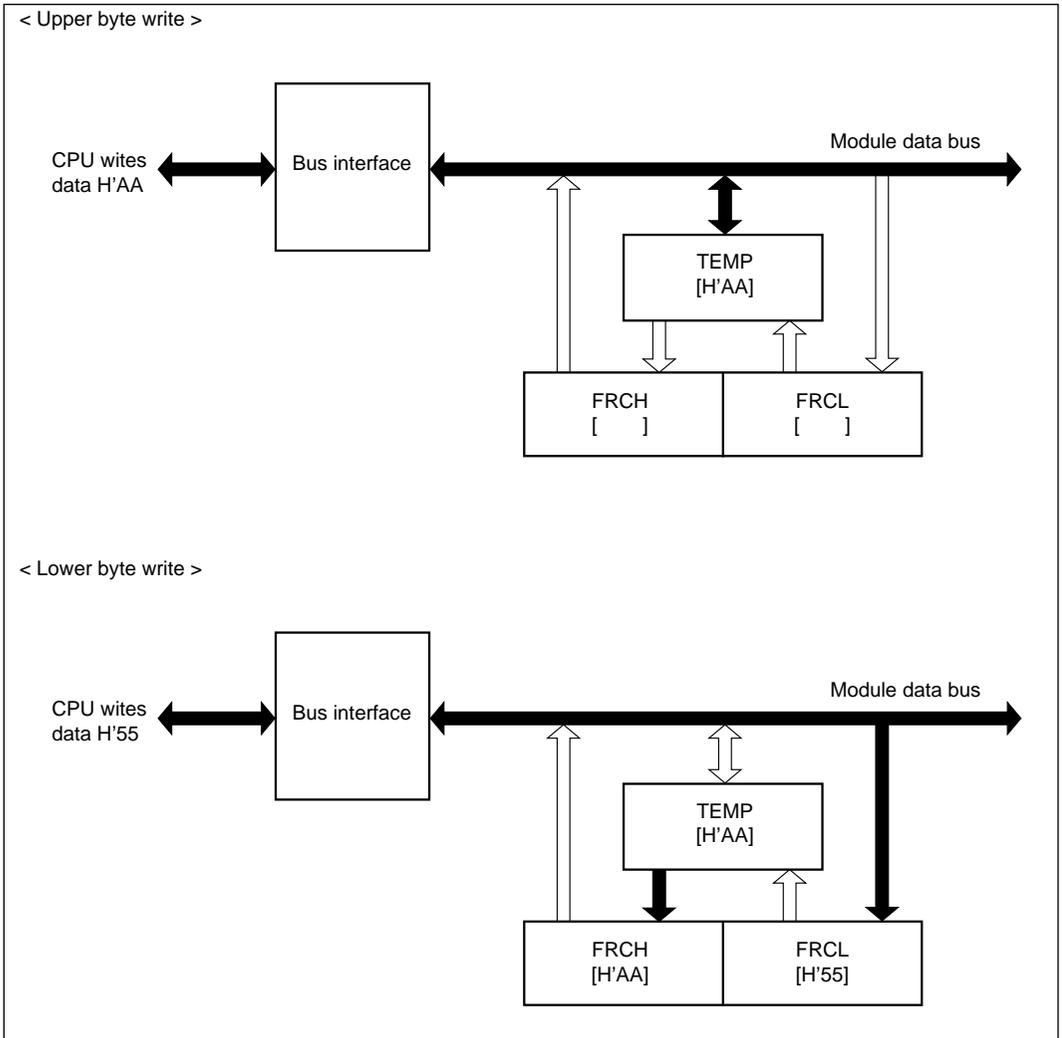 < Upper byte write >
Module data bus
CPU wites
data H'AA
Bus interface
TEMP
[H'AA]
FRCH
[ ]
FRCL
[ ]
< Lower byte write >
Module data bus
CPU wites
data H'55
Bus interface
TEMP
[H'AA]
FRCH
[H'AA]
FRCL
[H'55]